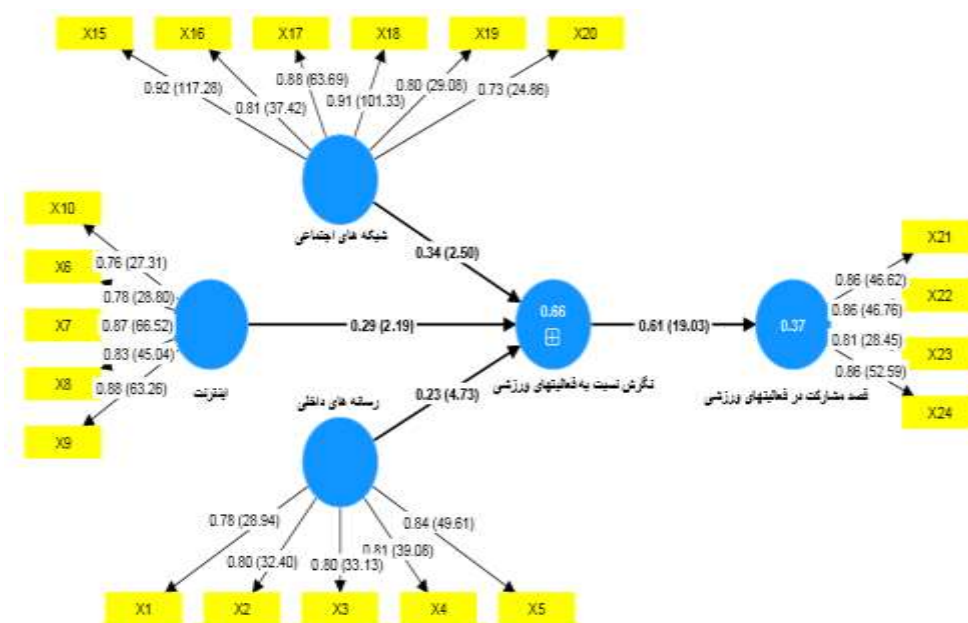 X15 X16 X17 X18 X19 X20
0.92 (117.28)
0.81 (37.42)
0.88 (63.69)
0.91 (101.33)
0.80 (29.08)
0.73 (24.86)
شبکه های اجتماعی
X10
X6
X7
X8
X9
0.76 (27.31)
0.78 (28.80)
0.87 (66.52)
0.83 (45.04)
0.88 (63.26)
اینترنت
0.34 (2.50)
0.29 (2.19)
0.23 (4.73)
0.66
نگرش نسبت به فعالیتهای ورزشی
0.61 (19.03)
0.37
قصد مشارکت در فعالیتهای ورزشی
0.86 (46.62)
0.86 (46.76)
0.81 (28.45)
0.86 (52.59)
X21
X22
X23
X24
رسانه های داخلی
0.78 (28.94)
0.80 (32.40)
0.80 (33.13)
0.81 (39.08)
0.84 (49.61)
X1 X2 X3 X4 X5